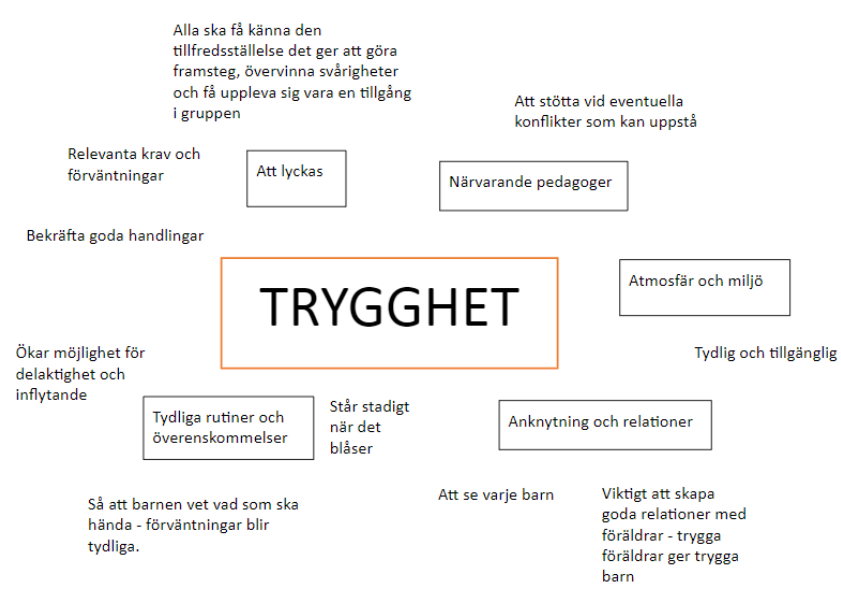 Alla ska få känna den
tillfredsställelse det ger att göra
framsteg, övervinna svårigheter
och få uppleva sig vara en tillgång
i gruppen
Att stötta vid eventuella
konflikter som kan uppstå
Relevanta krav och
förväntningar
Att lyckas
Närvarande pedagoger
Bekräfta goda handlingar
TRYGGHET
Atmosfär och miljö
Tydlig och tillgänglig
Ökar möjlighet för
delaktighet och
inflytande
Tydliga rutiner och
överenskommelser
Står stadigt
när det
blåser
Anknytning och relationer
Så att barnen vet vad som ska
hända - förväntningar blir
tydliga.
Att se varje barn
Viktigt att skapa
goda relationer med
föräldrar - trygga
föräldrar ger trygga
barn